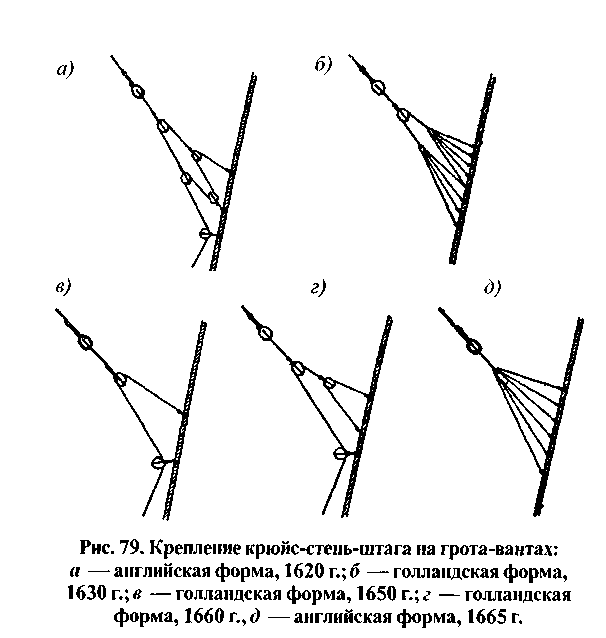 а)
б)
в)
г)
д)
Рис. 79. Крепление крюйс-стень-штага на грота-вантах:
а — английская форма, 1620 г.; б — голландская форма,
1630 г.; в — голландская форма, 1650 г.; г — голландская
форма, 1660 г., д — английская форма, 1665 г.